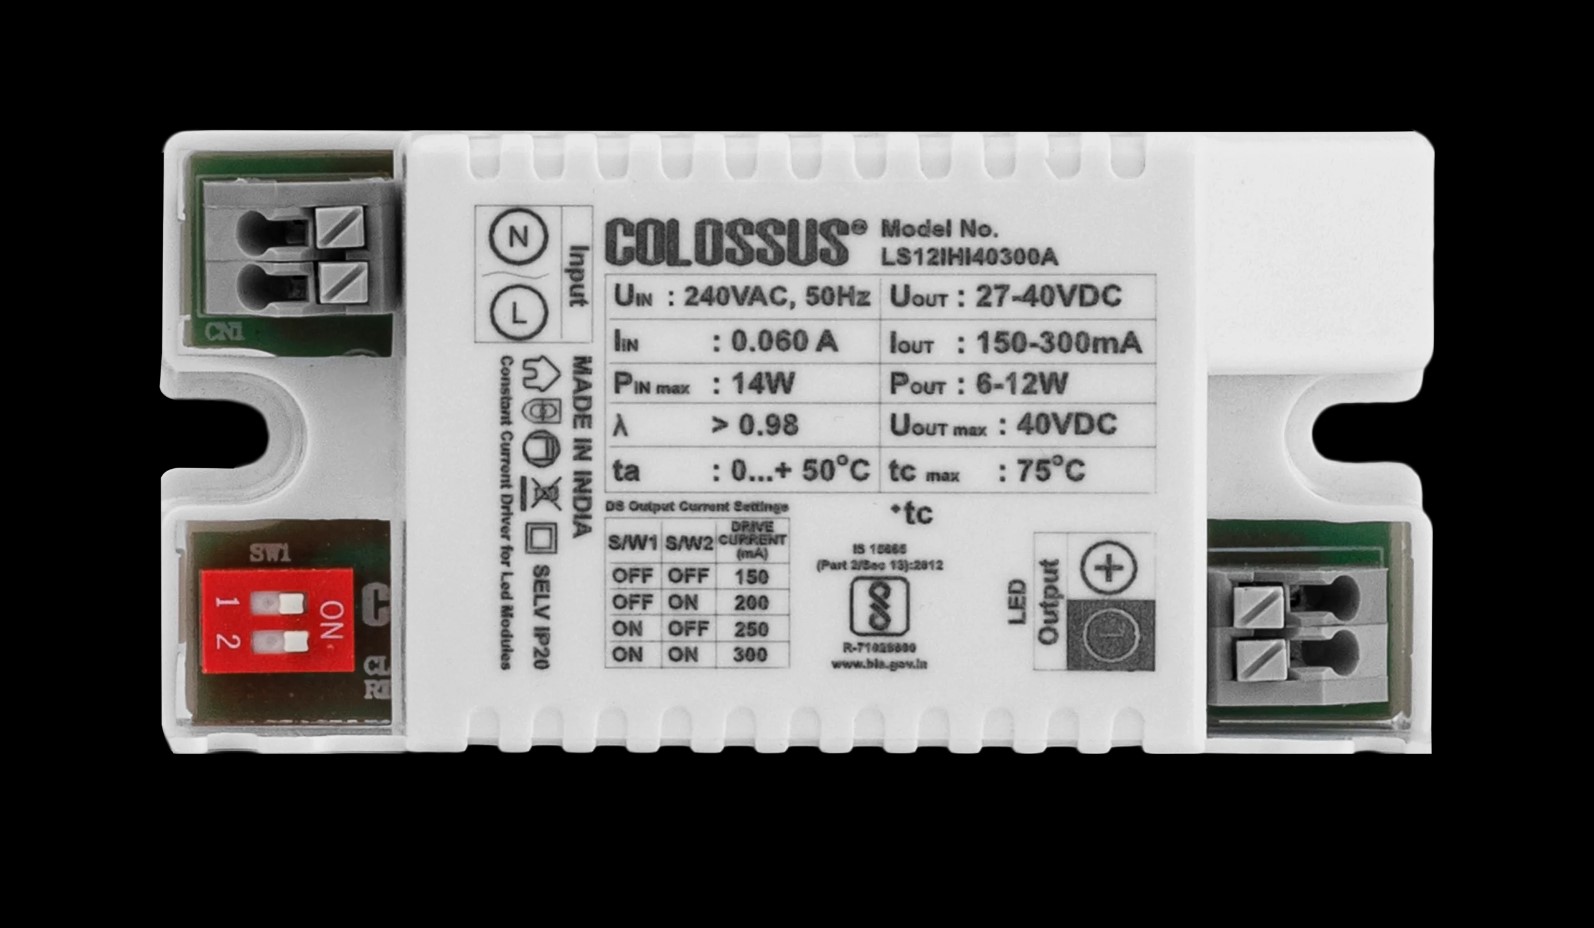 COLOSSUS®
Model No.
LS12IHI40300A
UIN : 240VAC, 50Hz
UOUT : 27-40VDC
IIN : 0.060 A
IOUT : 150-300mA
PIN max : 14W
POUT : 6-12W
λ > 0.98
UOUT max : 40VDC
ta : 0...+ 50°C
tc max : 75°C
Input
N
L
MADE IN INDIA
SELV IP20
Constant Current Driver for Led Modules
DS Output Current Settings
S/W1 S/W2 DRIVE CURRENT (mA)
OFF OFF 150
OFF ON 200
ON OFF 250
ON ON 300
•tc
(Part 2/Sec 13):2012
www.bis.gov.in
LED
Output
+
CN1
SW1
ON
1
2